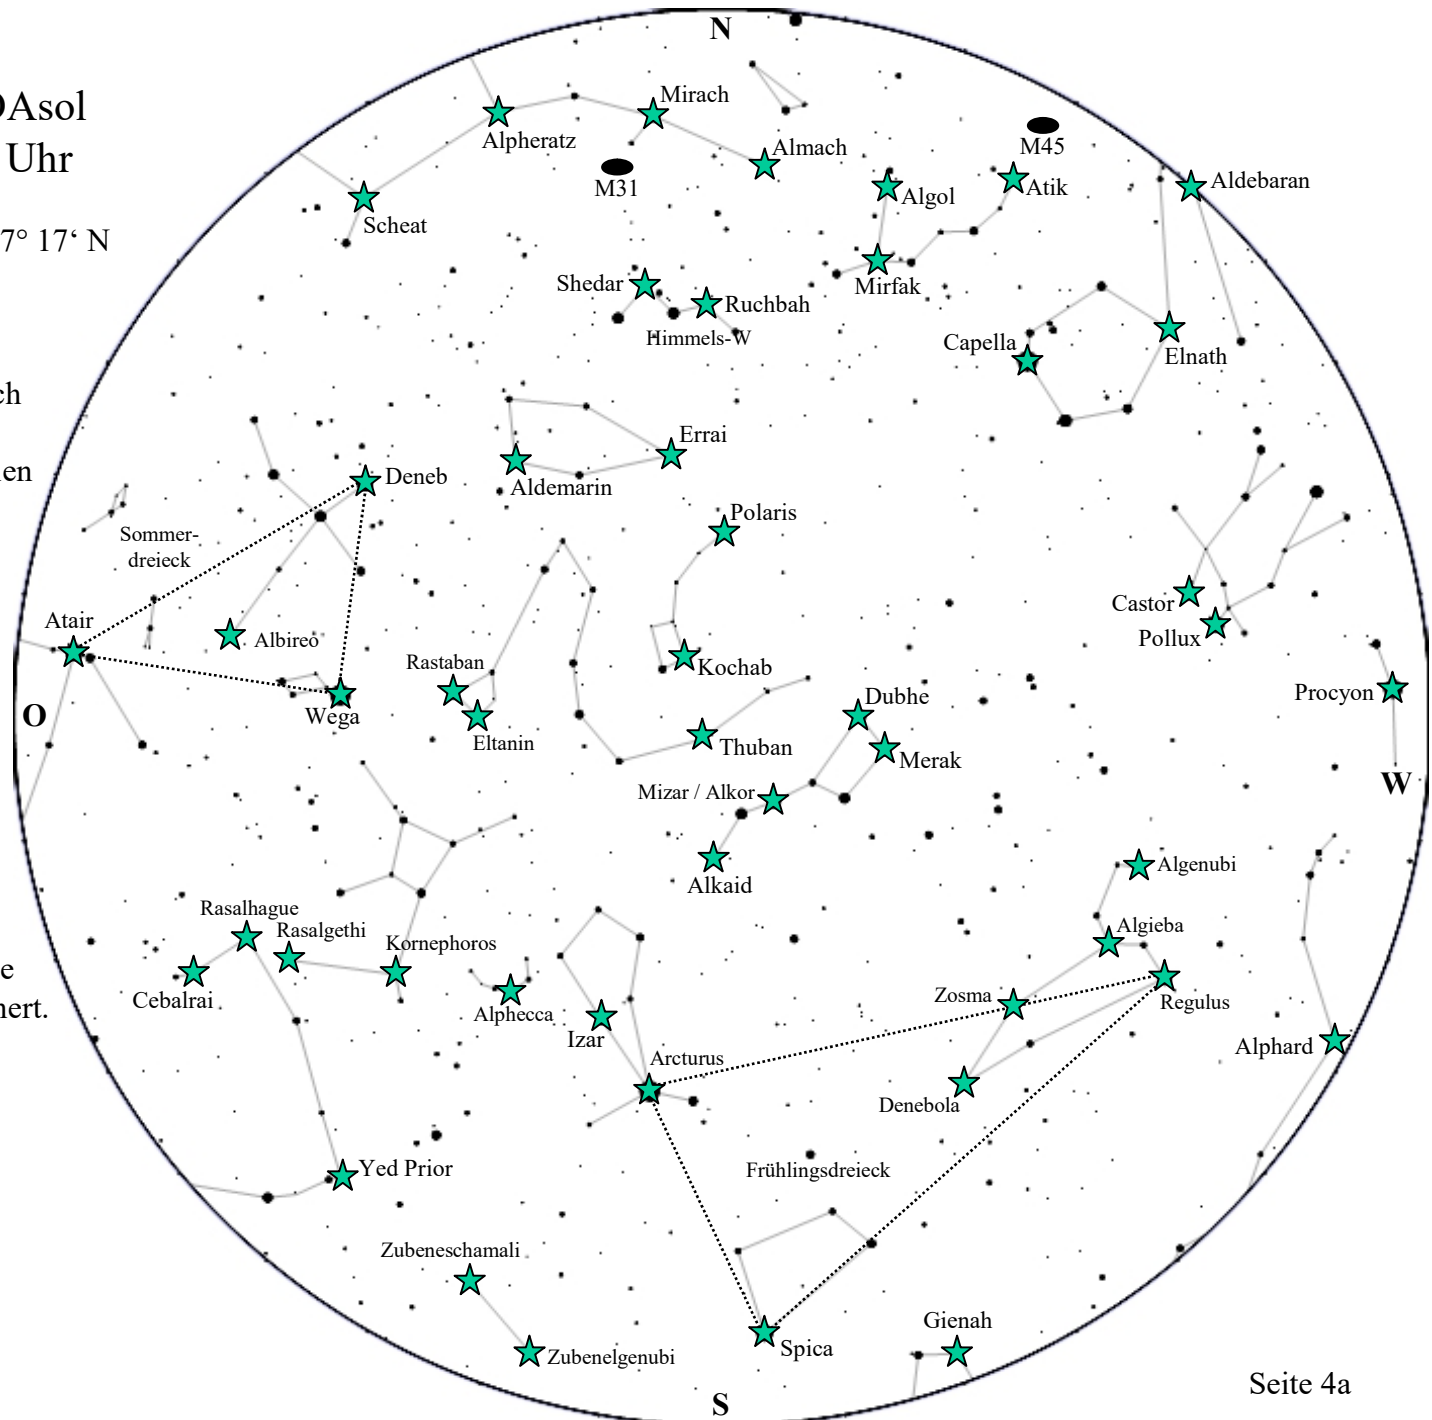 N
Asol
Uhr
7° 17‘ N
ch
en
e
ert.
Mirach
Alpheratz
Almach
M45
M31
Atik
Algol
Aldebaran
Scheat
Shedar
Ruchbah
Himmels-W
Mirfak
Capella
Elnath
Errai
Deneb
Aldemarin
Polaris
Sommer-
dreieck
Castor
Pollux
Atair
Albireo
Rastaban
Kochab
Procyon
O
Wega
Eltanin
Dubhe
Thuban
Merak
W
Mizar / Alkor
Alkaid
Algenubi
Rasalhague
Rasalgethi
Kornephoros
Algieba
Cebalrai
Alphecca
Izar
Zosma
Regulus
Arcturus
Alphard
Denebola
Yed Prior
Frühlingsdreieck
Zubeneschamali
Gienah
Spica
Zubenelgenubi
Seite 4a
S